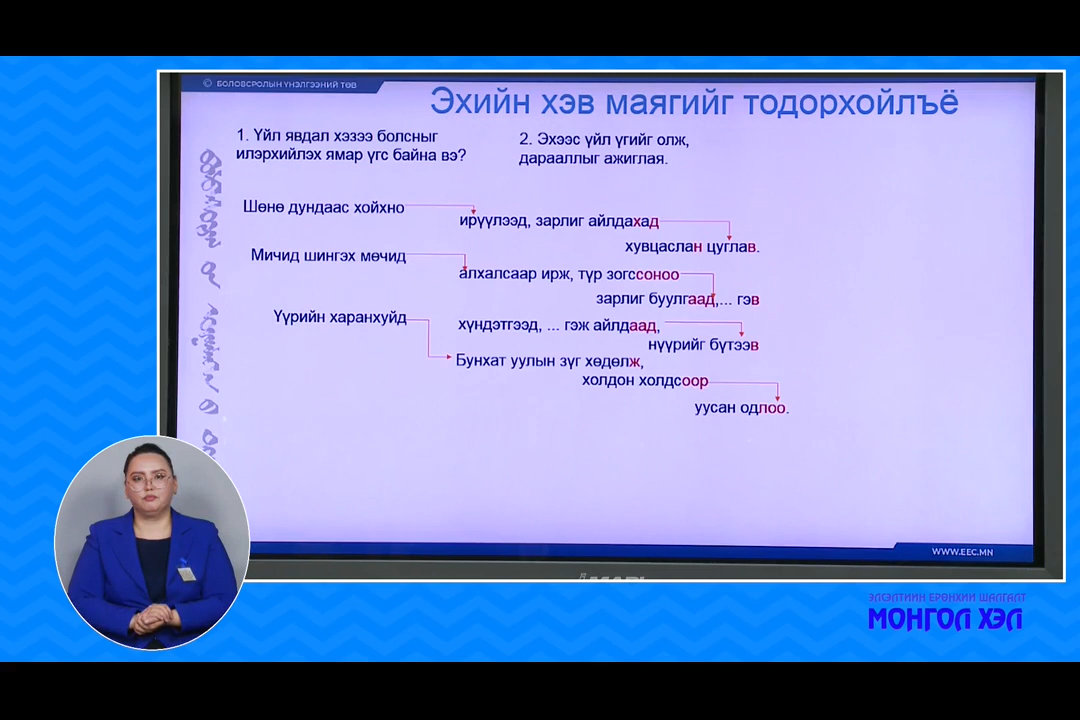 © БОЛОВСРОЛЫН ҮНЭЛГЭЭНИЙ ТӨВ
Эхийн хэв маягийг тодорхойлъё
1. Үйл явдал хэзээ болсныг
илэрхийлэх ямар үгс байна вэ?
2. Эхээс үйл үгийг олж,
дарааллыг ажиглая.
Шөнө дундаас хойхно
ирүүлээд, зарлиг айлдахад
хувцаслан цуглав.
Мичид шингэх мөчид
алхалсаар ирж, түр зогссоноо
зарлиг буулгаад,... гэв
Үүрийн харанхуйд
хүндэтгээд, ... гэж айлдаад,
нүүрийг бүтээв
Бунхат уулын зүг хөдөлж,
холдон холдсоор
уусан одлоо.
WWW.EEC.MN
ЭЛСЭЛТИЙН ЕРӨНХИЙ ШАЛГАЛТ
МОНГОЛ ХЭЛ